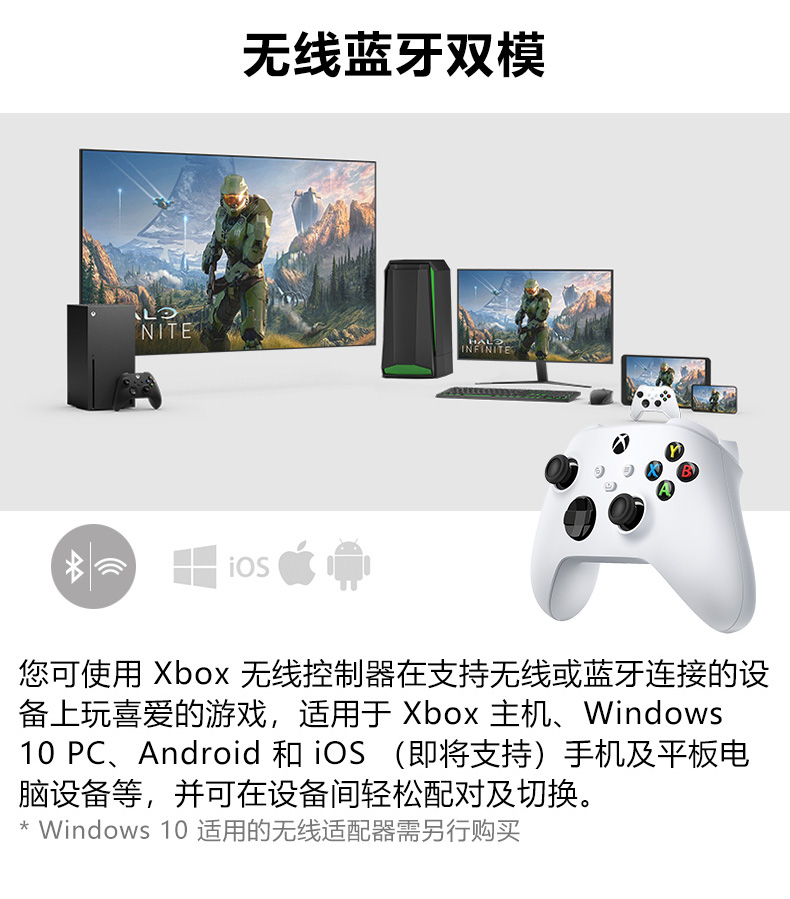 无线蓝牙双模
HALO
INFINITE
NITE
Y
X
B
A
iOS
您可使用 Xbox 无线控制器在支持无线或蓝牙连接的设
备上玩喜爱的游戏，适用于 Xbox 主机、Windows
10 PC、Android 和 iOS （即将支持）手机及平板电
脑设备等，并可在设备间轻松配对及切换。
* Windows 10 适用的无线适配器需另行购买